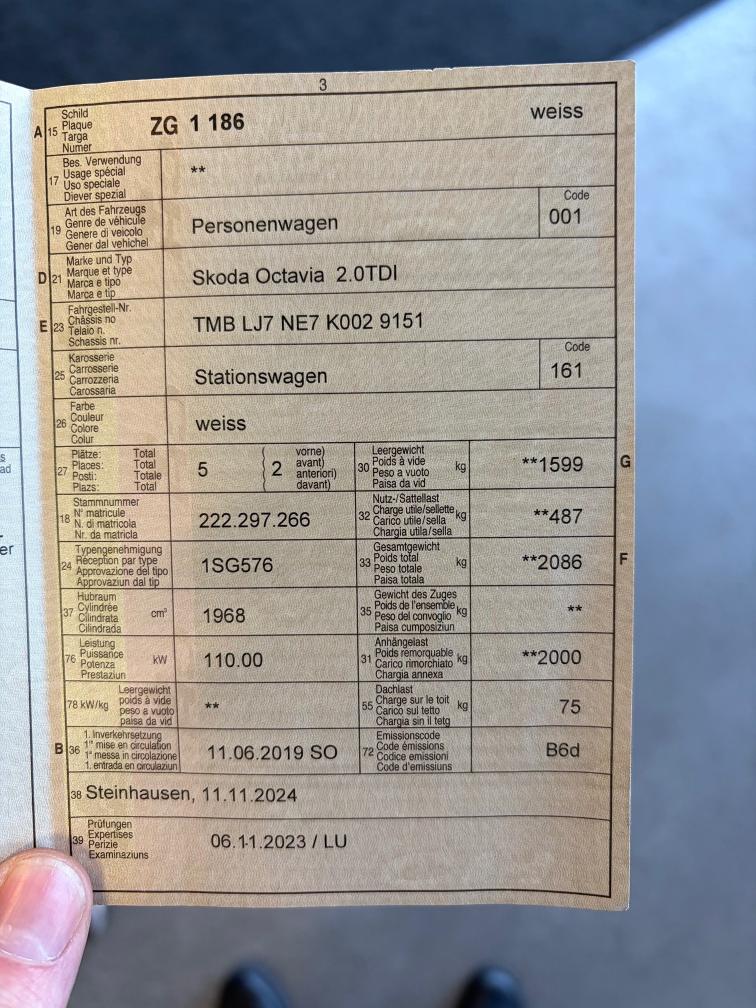 3
A 15 Schild
Plaque
Targa
Numer
ZG 1 186 weiss
17 Bes. Verwendung
Usage spécial
Uso speciale
Diever spezial
**
19 Art des Fahrzeugs
Genre de véhicule
Genere di veicolo
Gener dal vehichel
Personenwagen
Code
001
D 21 Marke und Typ
Marque et type
Marca e tipo
Marca e tip
Skoda Octavia 2.0TDI
E 23 Fahrgestell-Nr.
Châssis no
Telaio n.
Schassis nr.
TMB LJ7 NE7 K002 9151
25 Karosserie
Carrosserie
Carrozzeria
Carossaria
Stationswagen
Code
161
26 Farbe
Couleur
Colore
Colur
weiss
27 Plätze: Total
Places: Total
Posti: Totale
Plazs: Total
5 ( 2 vorne)
avant)
anteriori)
davant)
30 Leergewicht
Poids à vide
Peso a vuoto
Paisa da vid
kg
**1599 G
18 Stammnummer
N° matricule
N. di matricola
Nr. da matricla
222.297.266
32 Nutz-/Sattellast
Charge utile/sellette
Carico utile/sella
Chargia utila/sella
kg
**487
24 Typengenehmigung
Réception par type
Approvazione del tipo
Approvaziun dal tip
1SG576
33 Gesamtgewicht
Poids total
Peso totale
Paisa totala
kg
**2086 F
37 Hubraum
Cylindrée
Cilindrata
Cilindrada
cm³
1968
35 Gewicht des Zuges
Poids de l'ensemble
Peso del convoglio
Paisa cumposiziun
kg
**
76 Leistung
Puissance
Potenza
Prestaziun
kW
110.00
31 Anhängelast
Poids remorquable
Carico rimorchiato
Chargia annexa
kg
**2000
78 kW/kg Leergewicht
poids à vide
peso a vuoto
paisa da vid
**
55 Dachlast
Charge sur le toit
Carico sul tetto
Chargia sin il tetg
kg
75
B 36 1. Inverkehrsetzung
1re mise en circulation
1a messa in circolazione
1. entrada en circulaziun
11.06.2019 SO
72 Emissionscode
Code émissions
Codice emissioni
Code d'emissiuns
B6d
38 Steinhausen, 11.11.2024
39 Prüfungen
Expertises
Perizie
Examinaziuns
06.11.2023 / LU
s
ad
er